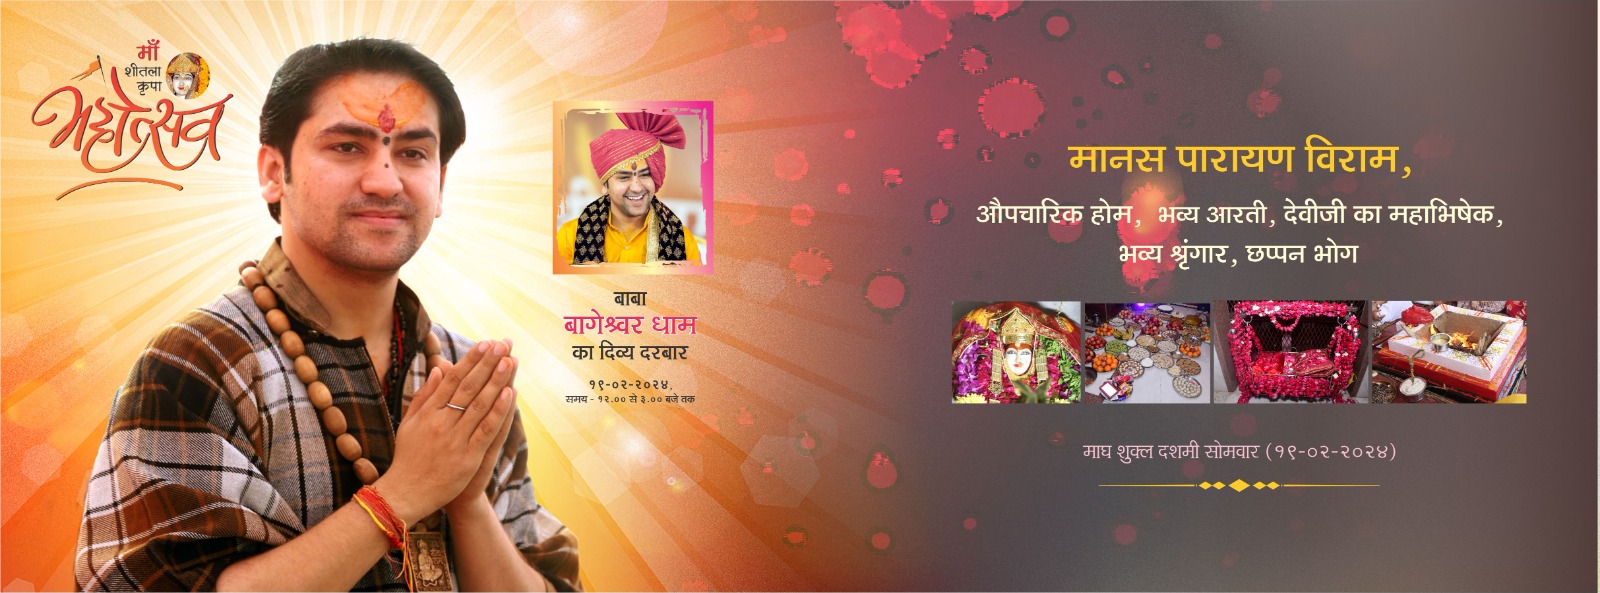 माँ
शीतला
कृपा
महोत्सव
बाबा
बागेश्र्वर धाम
का दिव्य दरबार
१९-०२-२०२४,
समय - १२.०० से ३.०० बजे तक
मानस पारायण विराम,
औपचारिक होम, भव्य आरती, देवीजी का महाभिषेक,
भव्य श्रृंगार, छप्पन भोग
माघ शुक्ल दशमी सोमवार (१९-०२-२०२४)